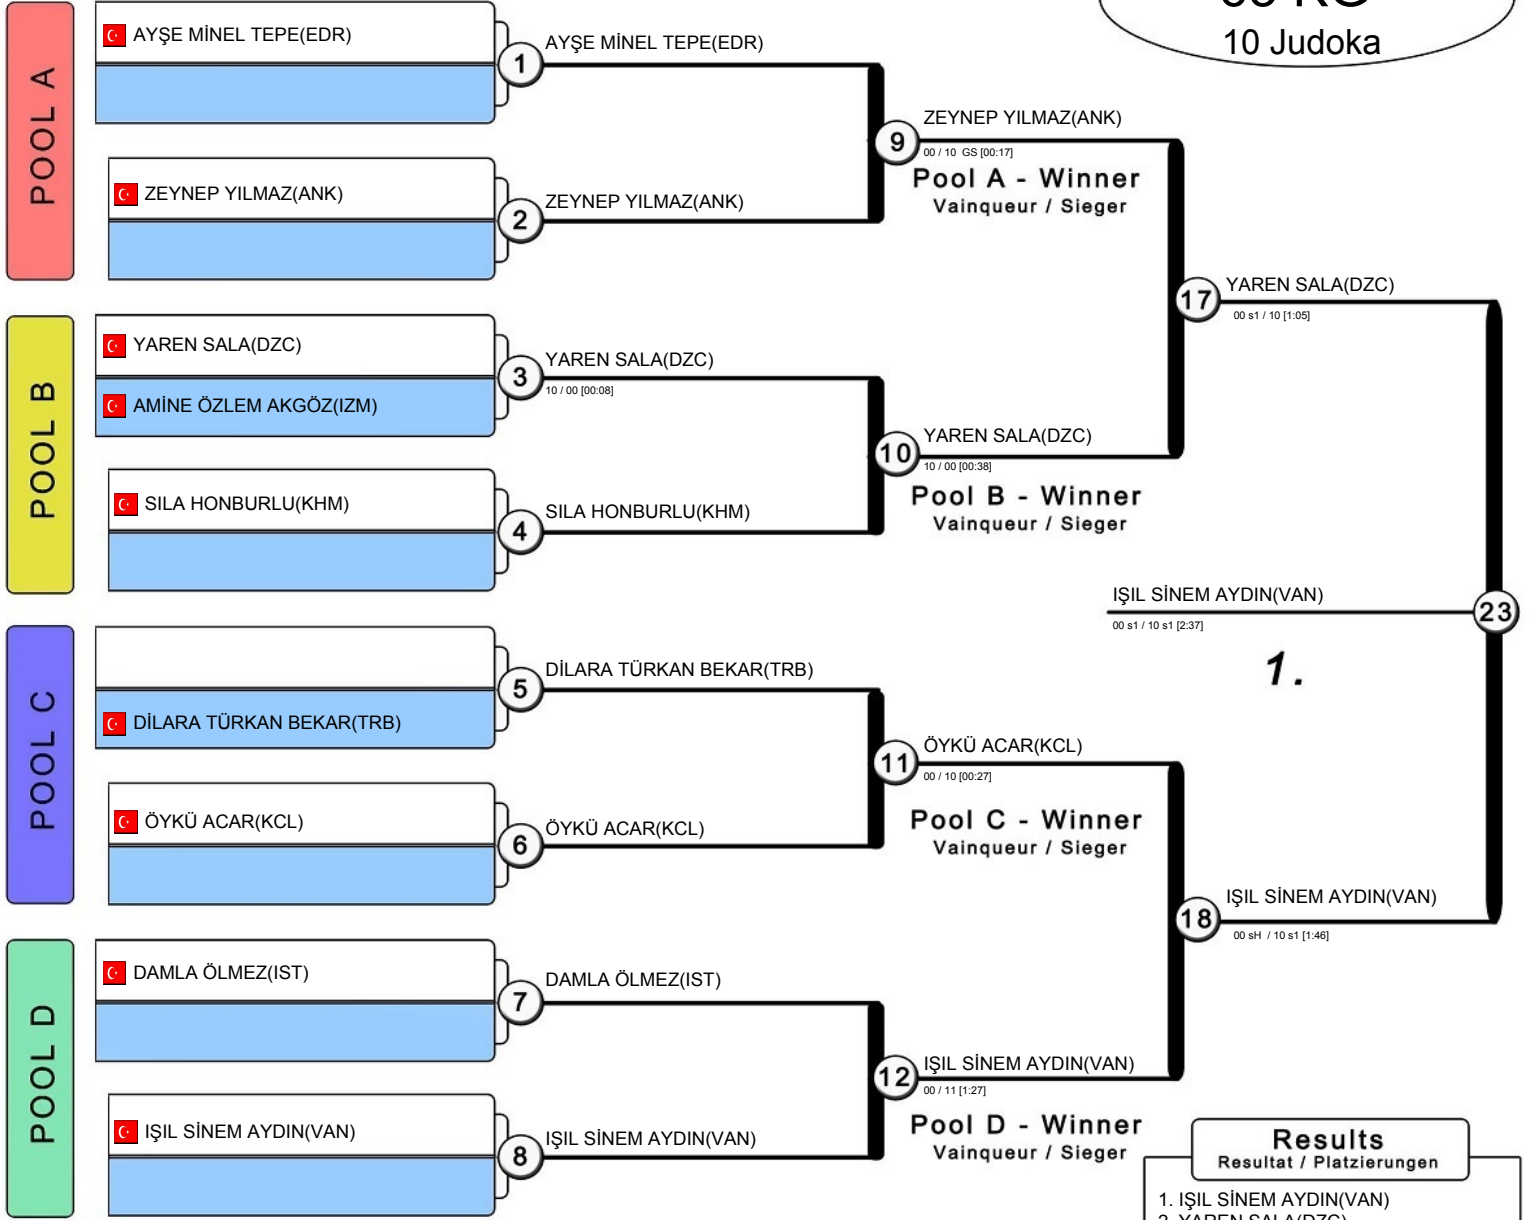 10 Judoka
POOL A
AYŞE MİNEL TEPE(EDR)
1
AYŞE MİNEL TEPE(EDR)
ZEYNEP YILMAZ(ANK)
2
ZEYNEP YILMAZ(ANK)
9
ZEYNEP YILMAZ(ANK)
00 / 10 GS [00:17]
Pool A - Winner
Vainqueur / Sieger
POOL B
YAREN SALA(DZC)
AMİNE ÖZLEM AKGÖZ(IZM)
3
YAREN SALA(DZC)
10 / 00 [00:08]
SILA HONBURLU(KHM)
4
SILA HONBURLU(KHM)
10
YAREN SALA(DZC)
10 / 00 [00:38]
Pool B - Winner
Vainqueur / Sieger
17
YAREN SALA(DZC)
00 s1 / 10 [1:05]
IŞIL SİNEM AYDIN(VAN)
00 s1 / 10 s1 [2:37]
23
1.
POOL C
5
DİLARA TÜRKAN BEKAR(TRB)
DİLARA TÜRKAN BEKAR(TRB)
ÖYKÜ ACAR(KCL)
6
ÖYKÜ ACAR(KCL)
11
ÖYKÜ ACAR(KCL)
00 / 10 [00:27]
Pool C - Winner
Vainqueur / Sieger
18
IŞIL SİNEM AYDIN(VAN)
00 sH / 10 s1 [1:46]
POOL D
DAMLA ÖLMEZ(IST)
7
DAMLA ÖLMEZ(IST)
IŞIL SİNEM AYDIN(VAN)
8
IŞIL SİNEM AYDIN(VAN)
12
IŞIL SİNEM AYDIN(VAN)
00 / 11 [1:27]
Pool D - Winner
Vainqueur / Sieger
Results
Resultat / Platzierungen
1. IŞIL SİNEM AYDIN(VAN)
2. YAREN SALA(DZC)